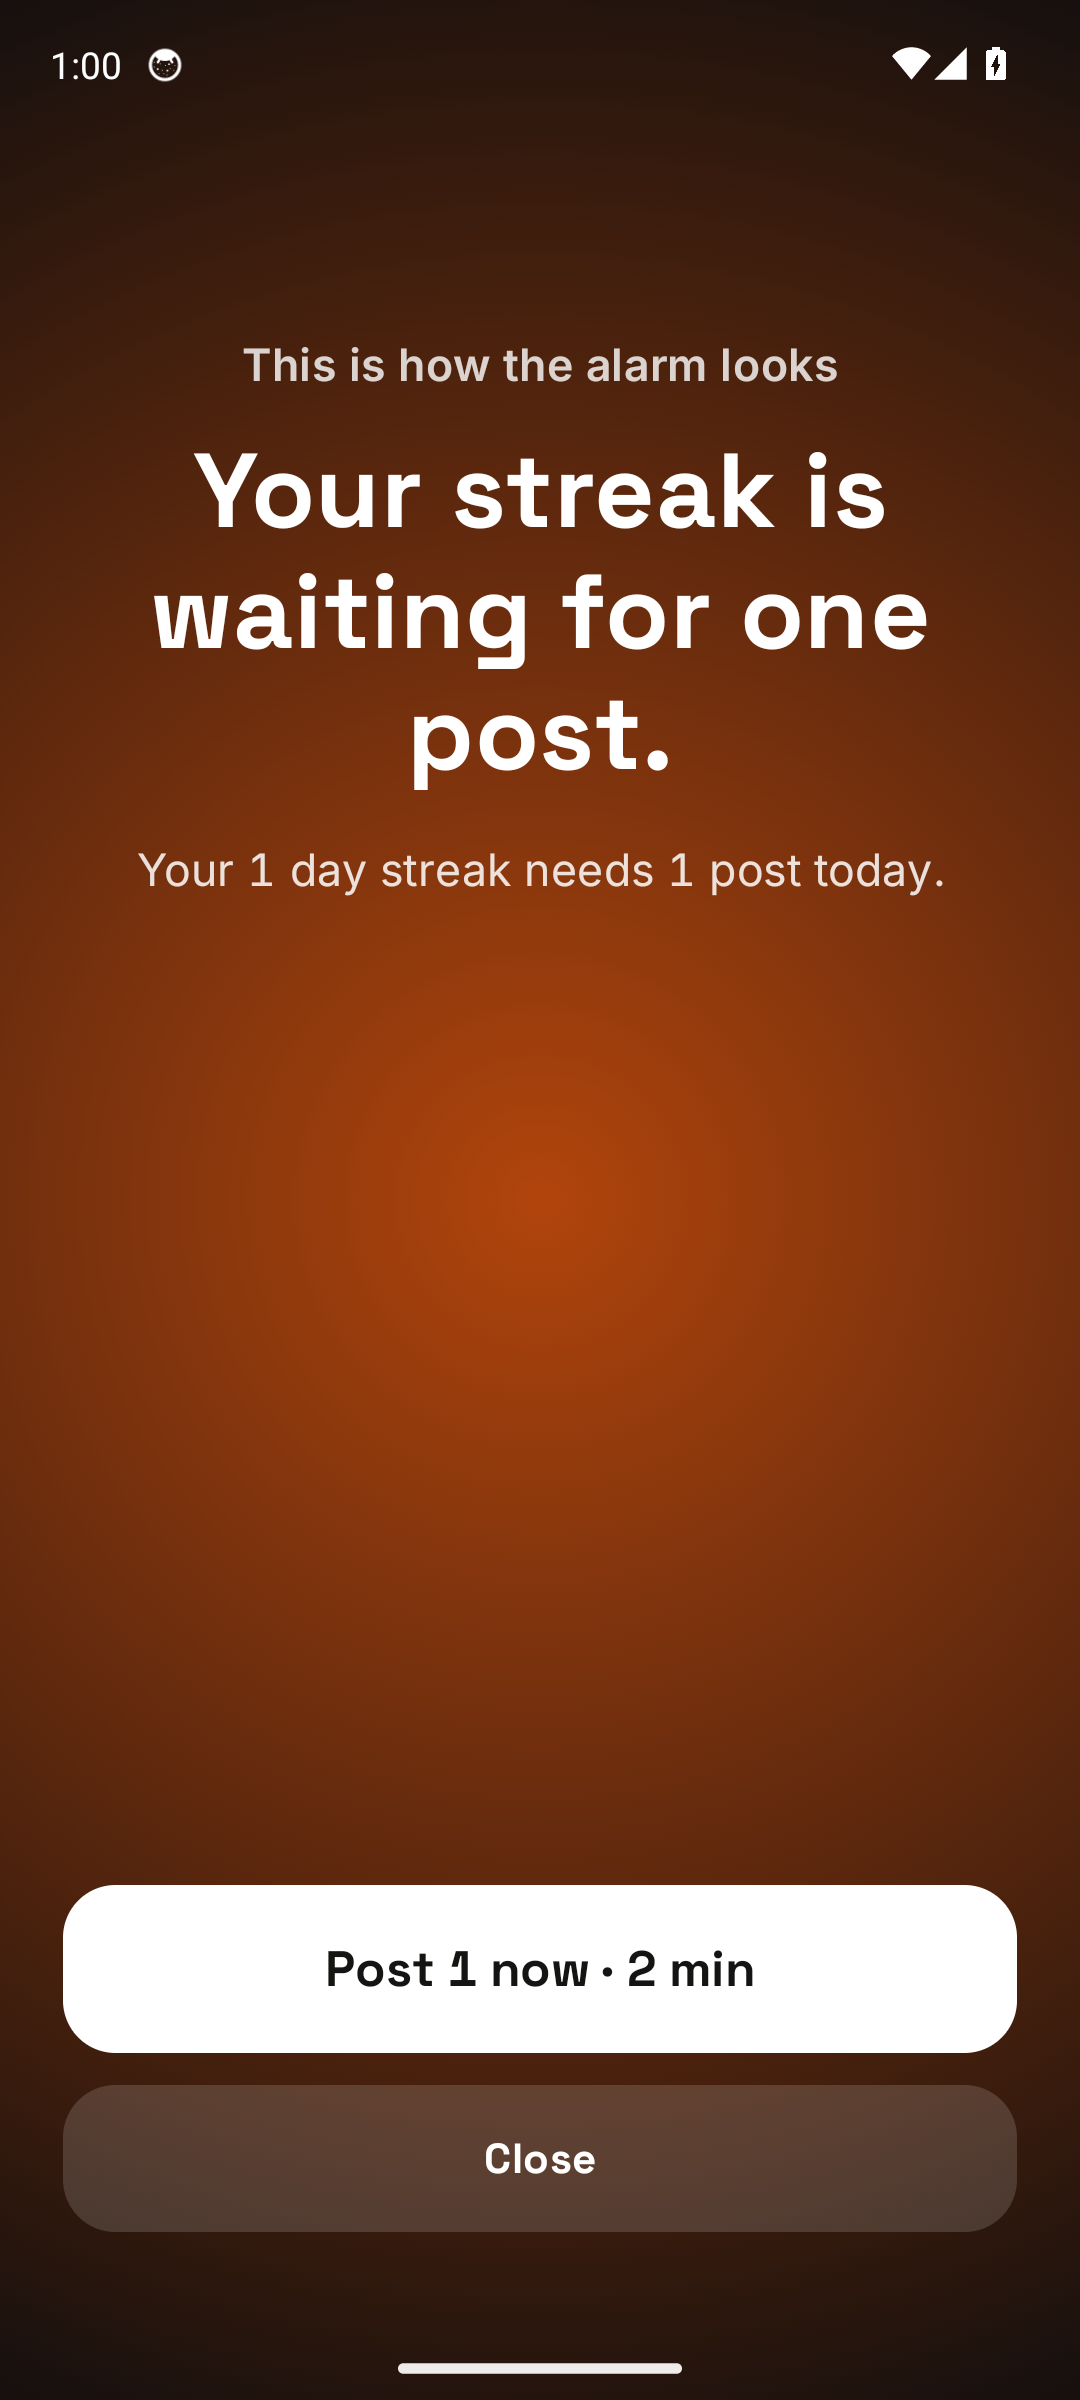 1:00
This is how the alarm looks
Your streak is
waiting for one
post.
Your 1 day streak needs 1 post today.
Post 1 now · 2 min
Close